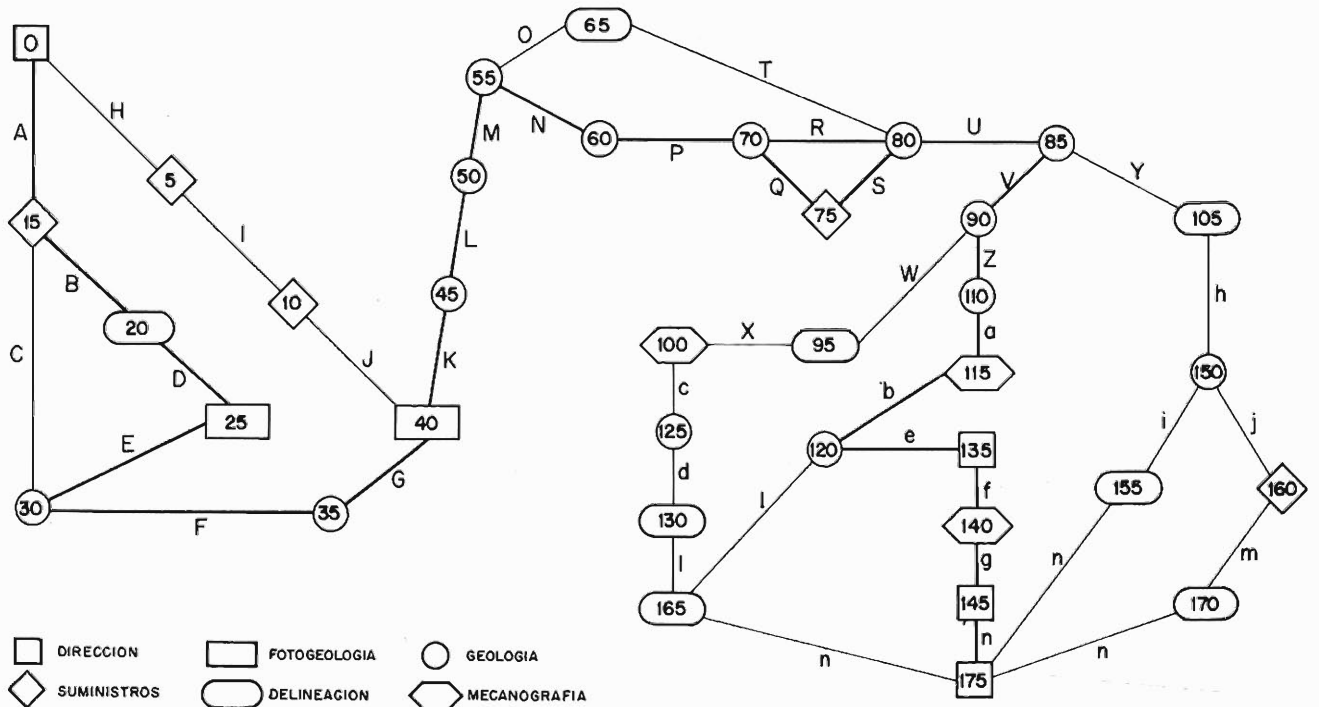 65
O
0
55
T
H
M
N
R
U
A
60
70
80
85
P
Y
50
Q
S
V
5
75
15
90
105
L
I
W
Z
B
45
110
h
10
20
C
J
K
X
a
D
100
95
115
150
c
b
25
40
i
j
E
125
120
e
135
G
d
l
f
155
160
30
35
F
130
140
n
m
l
g
165
145
170
n
n
n
175
DIRECCION
FOTOGEOLOGIA
GEOLOGIA
SUMINISTROS
DELINEACION
MECANOGRAFIA